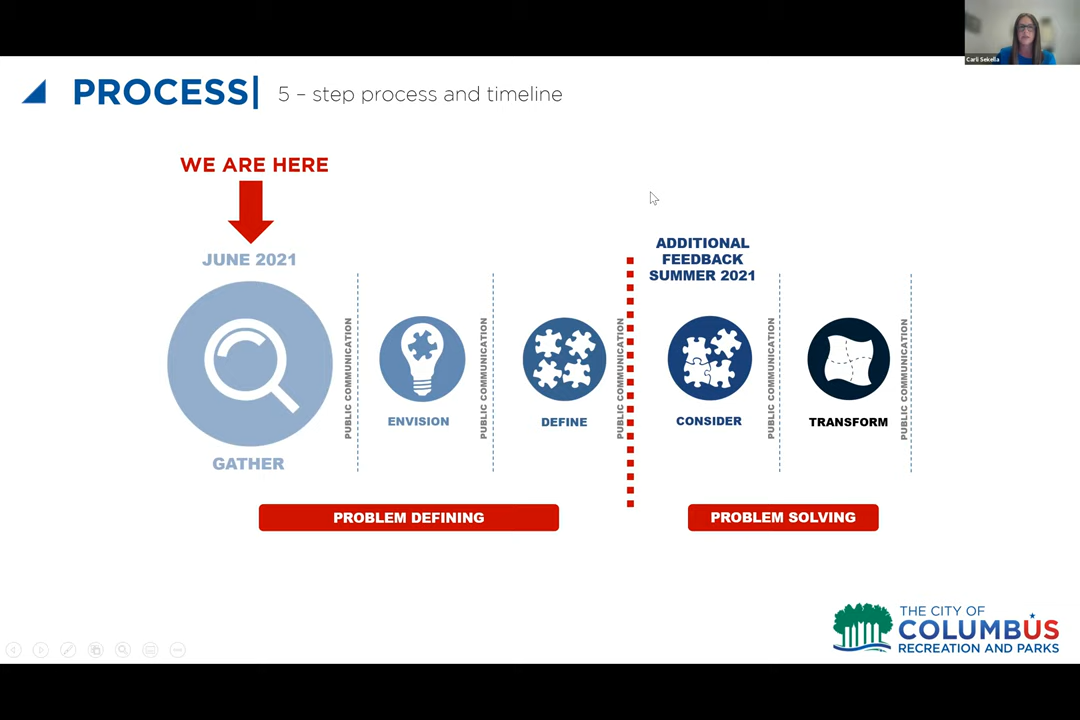 Carli Sekella
PROCESS|
5 – step process and timeline
WE ARE HERE
JUNE 2021
ADDITIONAL
FEEDBACK
SUMMER 2021
PUBLIC COMMUNICATION
PUBLIC COMMUNICATION
PUBLIC COMMUNICATION
PUBLIC COMMUNICATION
PUBLIC COMMUNICATION
GATHER
ENVISION
DEFINE
CONSIDER
TRANSFORM
PROBLEM DEFINING
PROBLEM SOLVING
THE CITY OF
COLUMBUS
RECREATION AND PARKS